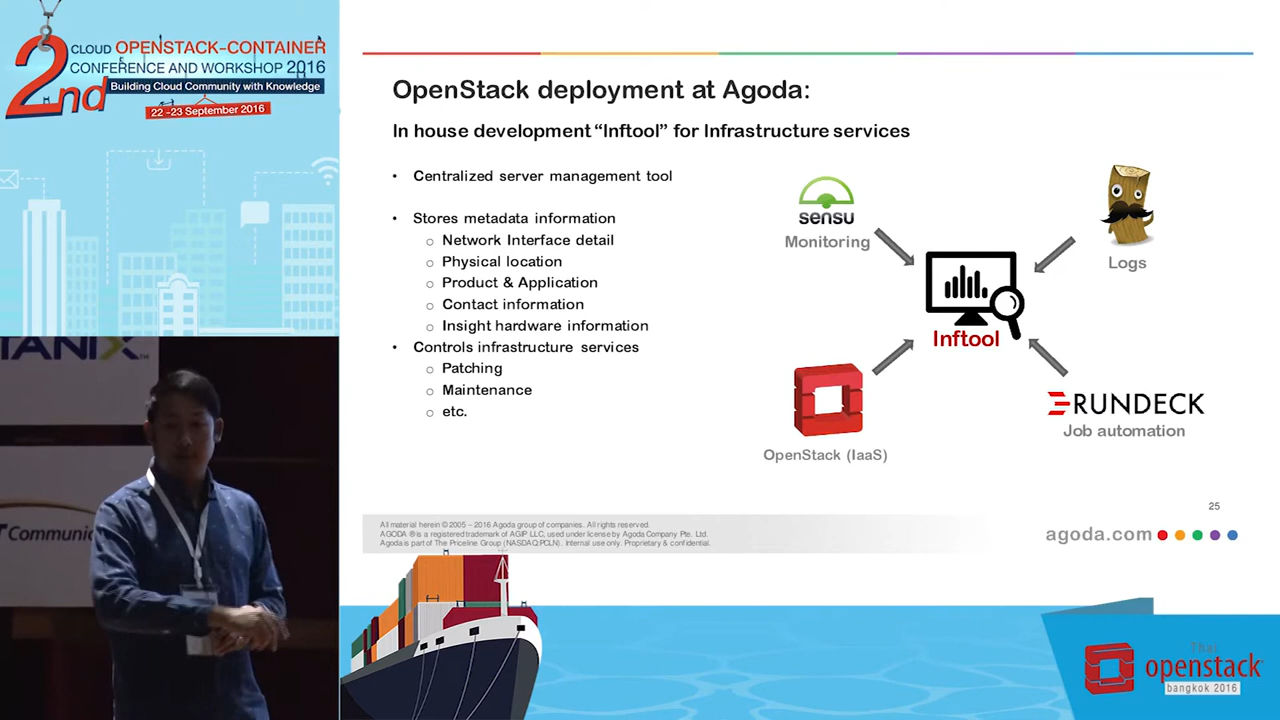 2nd
CLOUD OPENSTACK-CONTAINER
CONFERENCE AND WORKSHOP 2016
Building Cloud Community with Knowledge
22 -23 September 2016
OpenStack deployment at Agoda:
In house development “Inftool” for Infrastructure services
• Centralized server management tool
• Stores metadata information
o Network Interface detail
o Physical location
o Product & Application
o Contact information
o Insight hardware information
• Controls infrastructure services
o Patching
o Maintenance
o etc.
sensu
Monitoring
Logs
Inftool
OpenStack (IaaS)
RUNDECK
Job automation
25
All material herein © 2005 – 2016 Agoda group of companies. All rights reserved.
AGODA ® is a registered trademark of AGIP LLC, used under license by Agoda Company Pte. Ltd.
Agoda is part of The Priceline Group (NASDAQ:PCLN). Internal use only. Proprietary & confidential.
agoda.com
TANIX
T Communic
Thai
openstack
bangkok 2016